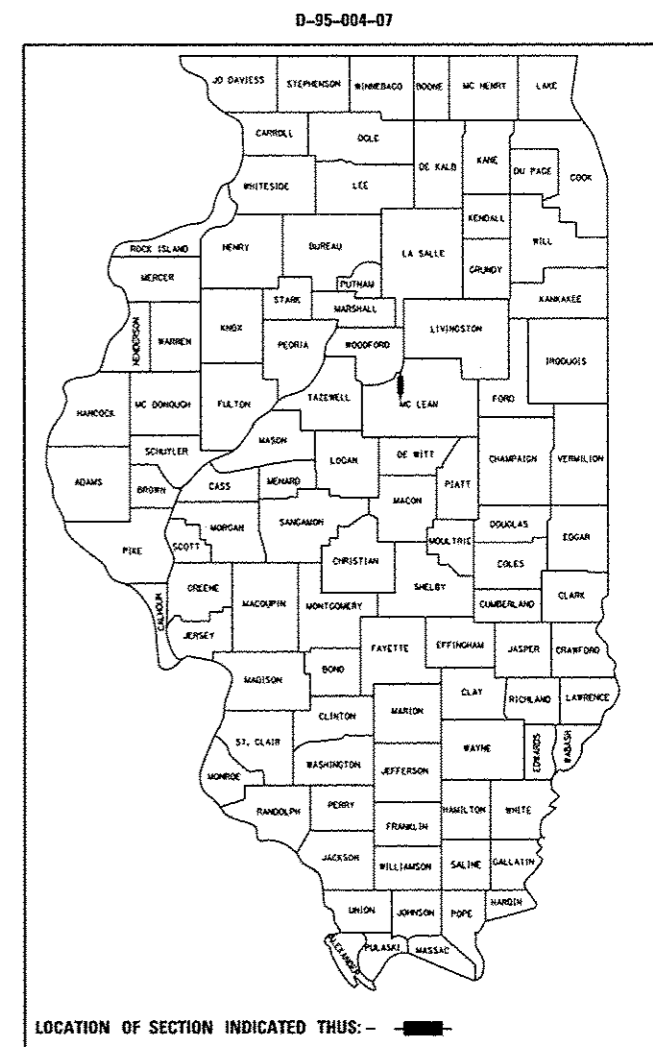 D-95-004-07
JO DAVIESS STEPHENSON WINNEBAGO BOONE MC HENRY LAKE
CARROLL OGLE DE KALB KANE DU PAGE COOK
WHITESIDE LEE
KENDALL WILL
ROCK ISLAND HENRY BUREAU LA SALLE GRUNDY
MERCER PUTNAM KANKAKEE
HENDERSON WARREN KNOX STARK MARSHALL LIVINGSTON
PEORIA WOODFORD IROQUOIS
HANCOCK MC DONOUGH FULTON TAZEWELL MC LEAN FORD
MASON
SCHUYLER LOGAN DE WITT CHAMPAIGN VERMILION
ADAMS BROWN CASS MENARD MACON PIATT
MORGAN SANGAMON DOUGLAS
PIKE SCOTT CHRISTIAN MOULTRIE EDGAR
COLES
GREENE SHELBY
CALHOUN MACOUPIN MONTGOMERY CUMBERLAND CLARK
JERSEY FAYETTE EFFINGHAM JASPER CRAWFORD
MADISON BOND
CLAY RICHLAND LAWRENCE
CLINTON MARION
ST. CLAIR WAYNE EDWARDS WABASH
MONROE WASHINGTON JEFFERSON
RANDOLPH PERRY HAMILTON WHITE
FRANKLIN
JACKSON WILLIAMSON SALINE GALLATIN
UNION JOHNSON POPE HARDIN
ALEXANDER PULASKI MASSAC
LOCATION OF SECTION INDICATED THUS: –